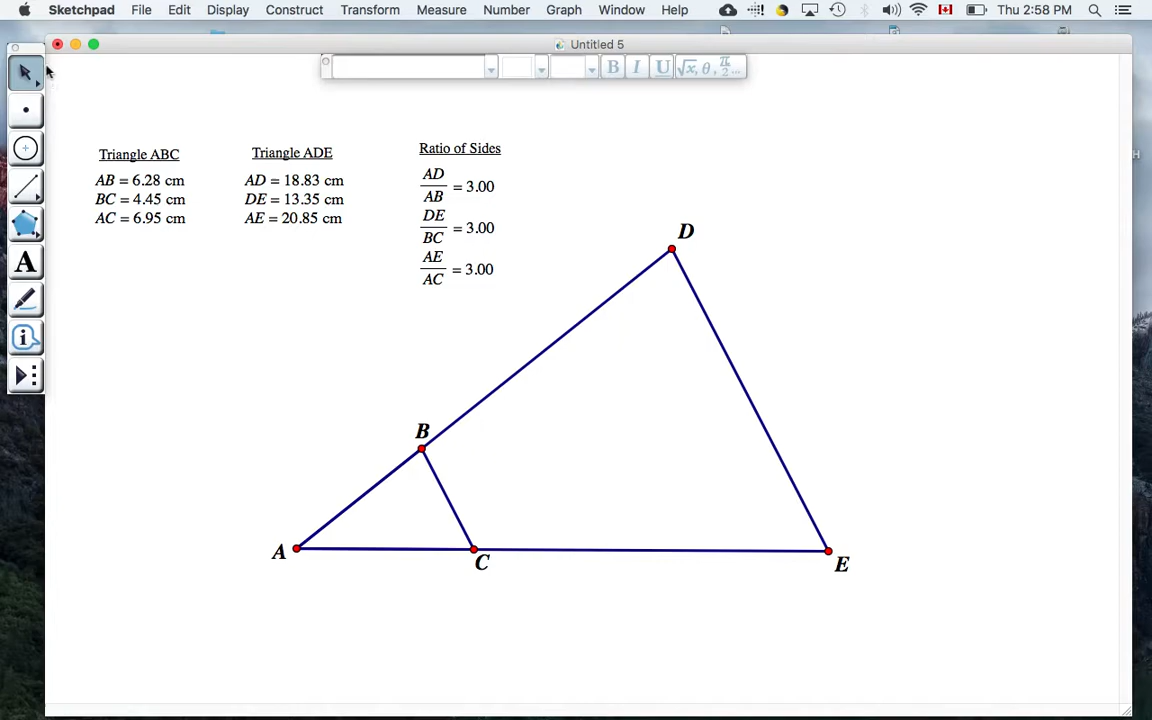 Sketchpad File Edit Display Construct Transform Measure Number Graph Window Help Thu 2:58 PM
Untitled 5
B I U √x, θ, π/2...
A
i
Triangle ABC
AB = 6.28 cm
BC = 4.45 cm
AC = 6.95 cm
Triangle ADE
AD = 18.83 cm
DE = 13.35 cm
AE = 20.85 cm
Ratio of Sides
AD/AB = 3.00
DE/BC = 3.00
AE/AC = 3.00
D
B
A
C
E
H